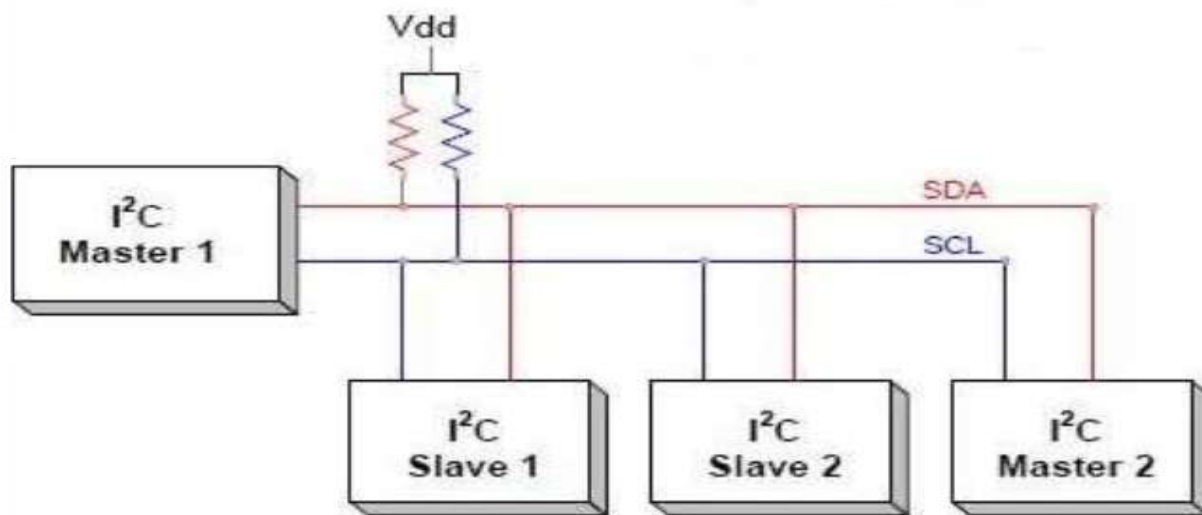 Vdd
I²C
Master 1
SDA
SCL
I²C
Slave 1
I²C
Slave 2
I²C
Master 2